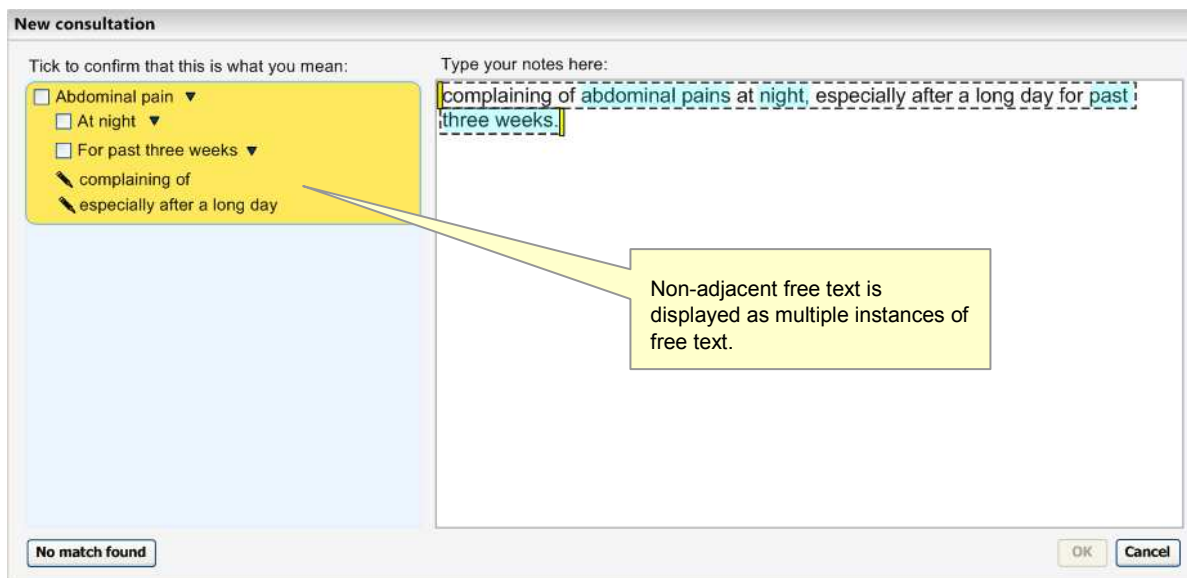 New consultation
Tick to confirm that this is what you mean:
Abdominal pain
At night
For past three weeks
complaining of
especially after a long day
Type your notes here:
complaining of abdominal pains at night, especially after a long day for past
three weeks.
Non-adjacent free text is
displayed as multiple instances of
free text.
No match found
OK
Cancel